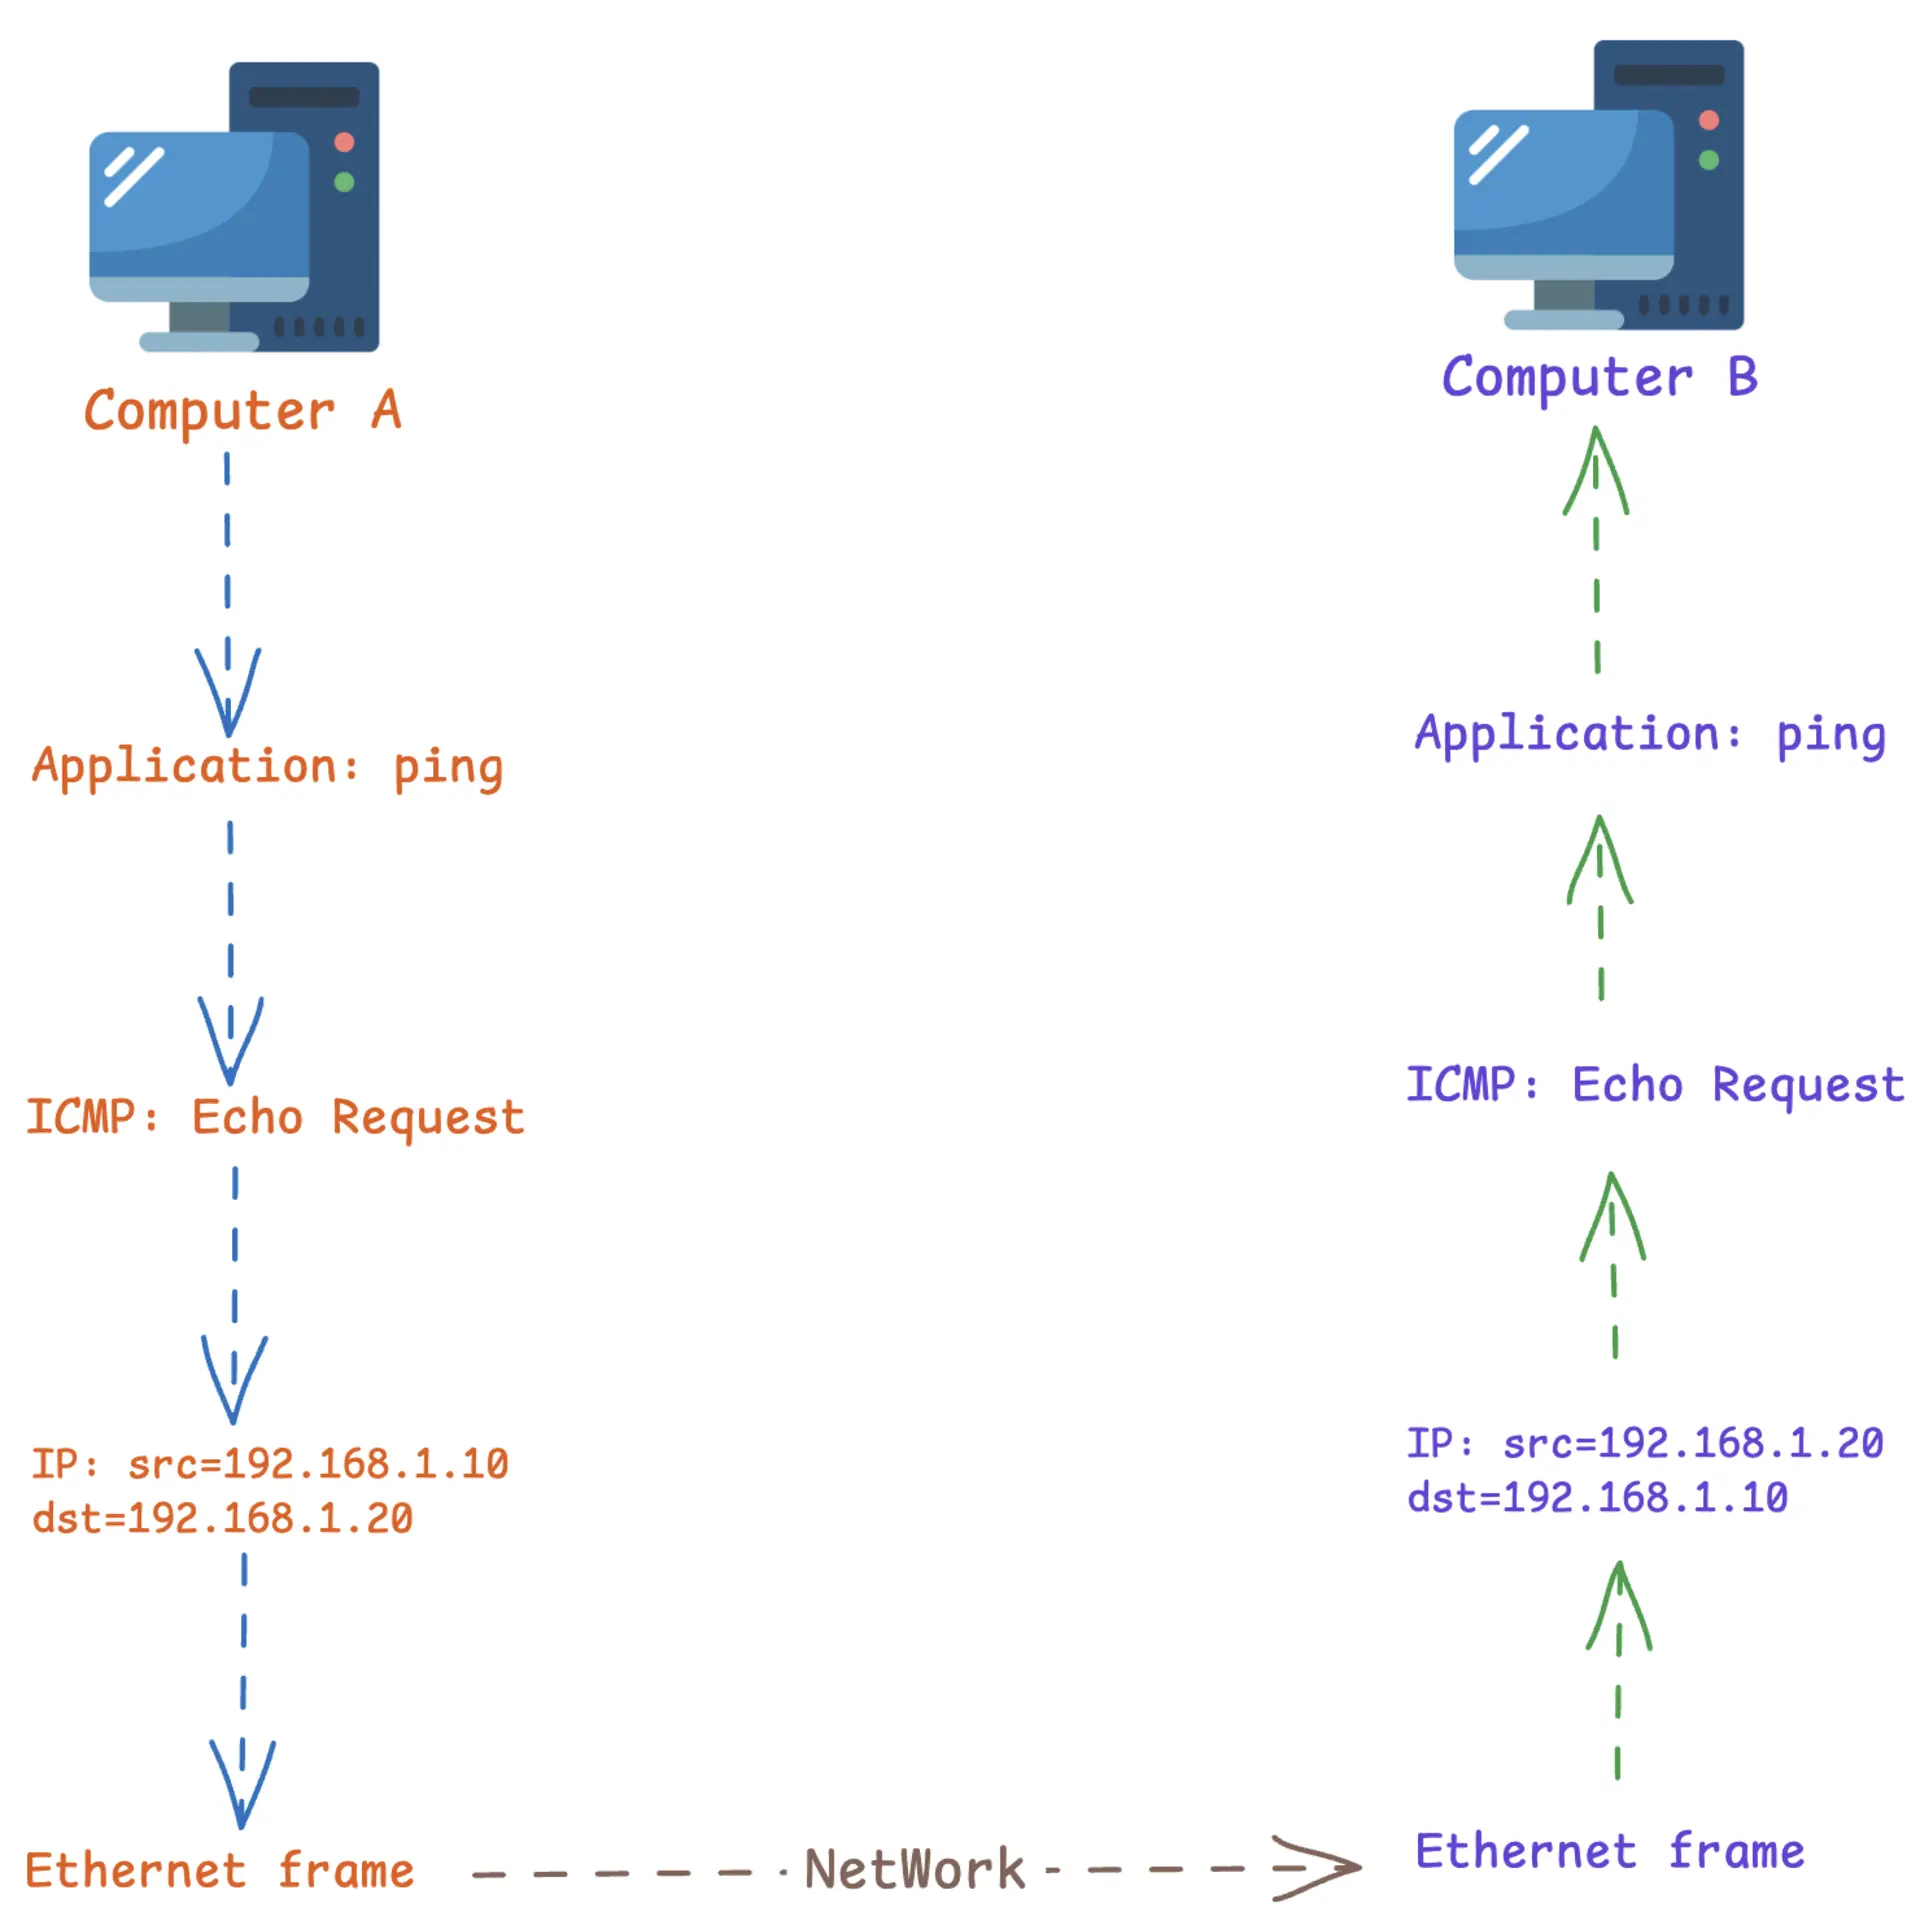 Computer A
Application: ping
ICMP: Echo Request
IP: src=192.168.1.10
dst=192.168.1.20
Ethernet frame
NetWork
Computer B
Application: ping
ICMP: Echo Request
IP: src=192.168.1.20
dst=192.168.1.10
Ethernet frame